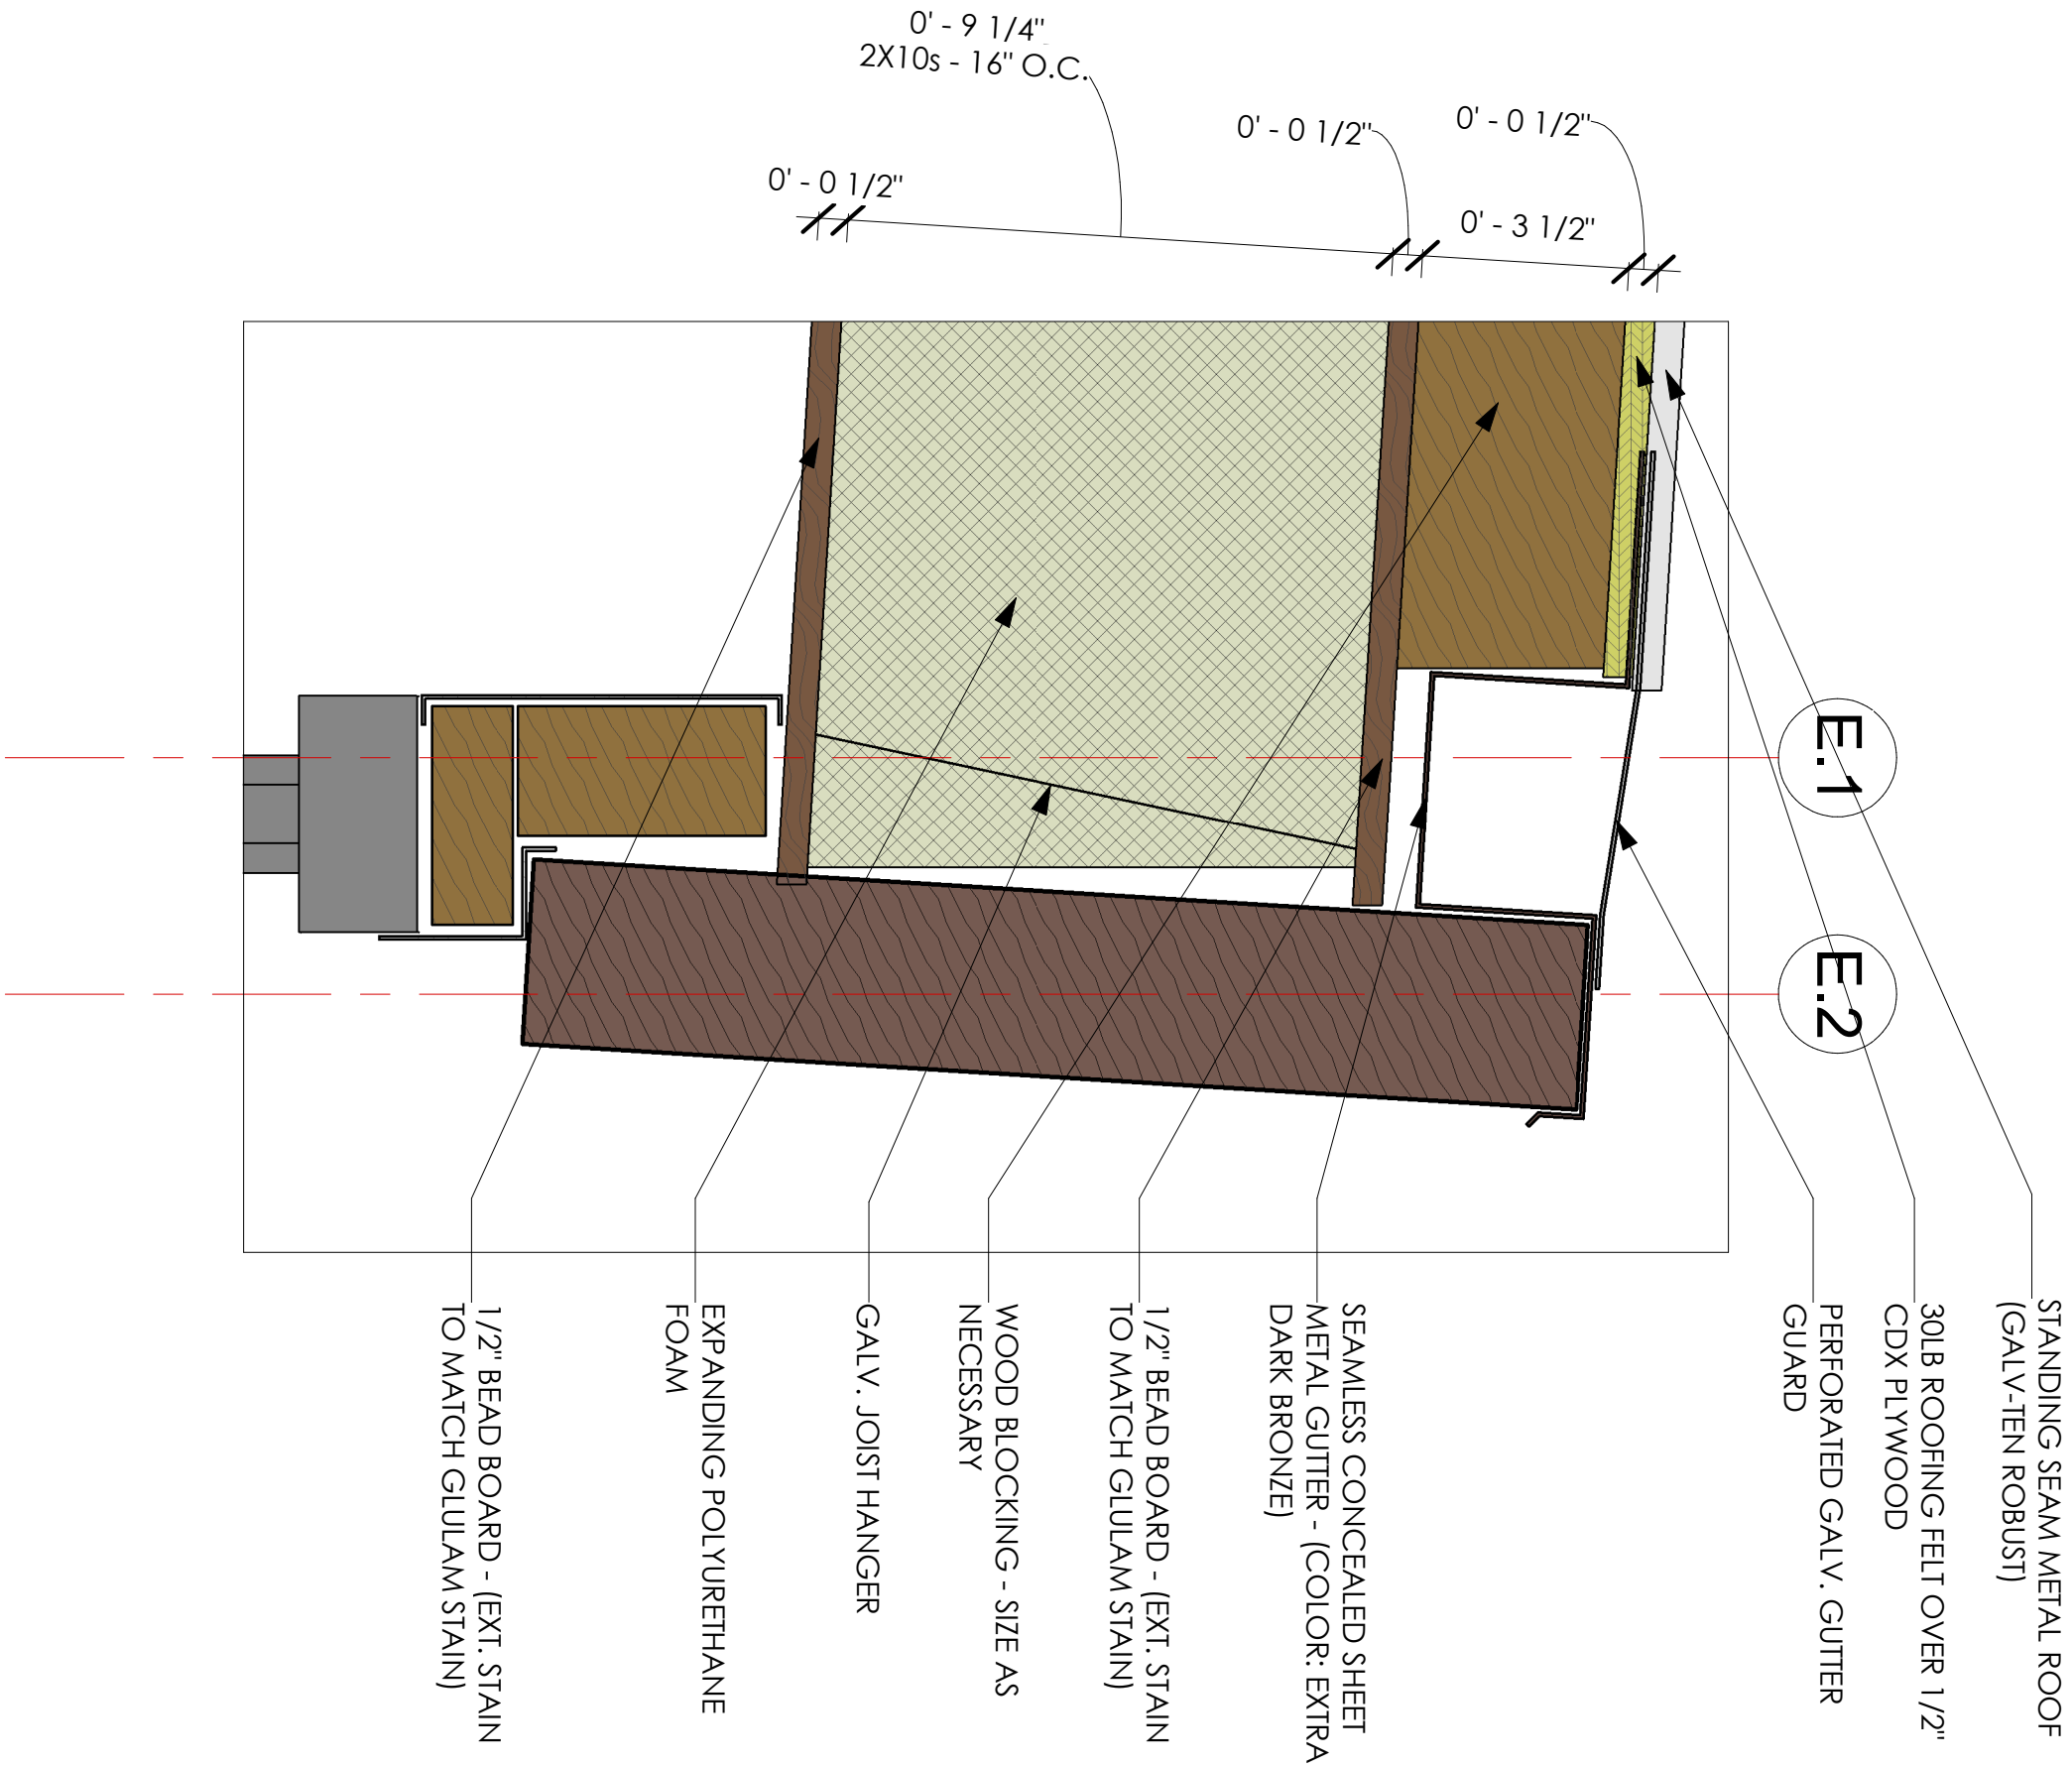 0' - 9 1/4"
2X10s - 16" O.C.
0' - 0 1/2"
0' - 0 1/2"
0' - 0 1/2"
0' - 3 1/2"
E.1
E.2
STANDING SEAM METAL ROOF
(GALV-TEN ROBUST)
30LB ROOFING FELT OVER 1/2"
CDX PLYWOOD
PERFORATED GALV. GUTTER
GUARD
SEAMLESS CONCEALED SHEET
METAL GUTTER - (COLOR: EXTRA
DARK BRONZE)
1/2" BEAD BOARD - (EXT. STAIN
TO MATCH GLULAM STAIN)
WOOD BLOCKING - SIZE AS
NECESSARY
GALV. JOIST HANGER
EXPANDING POLYURETHANE
FOAM
1/2" BEAD BOARD - (EXT. STAIN
TO MATCH GLULAM STAIN)